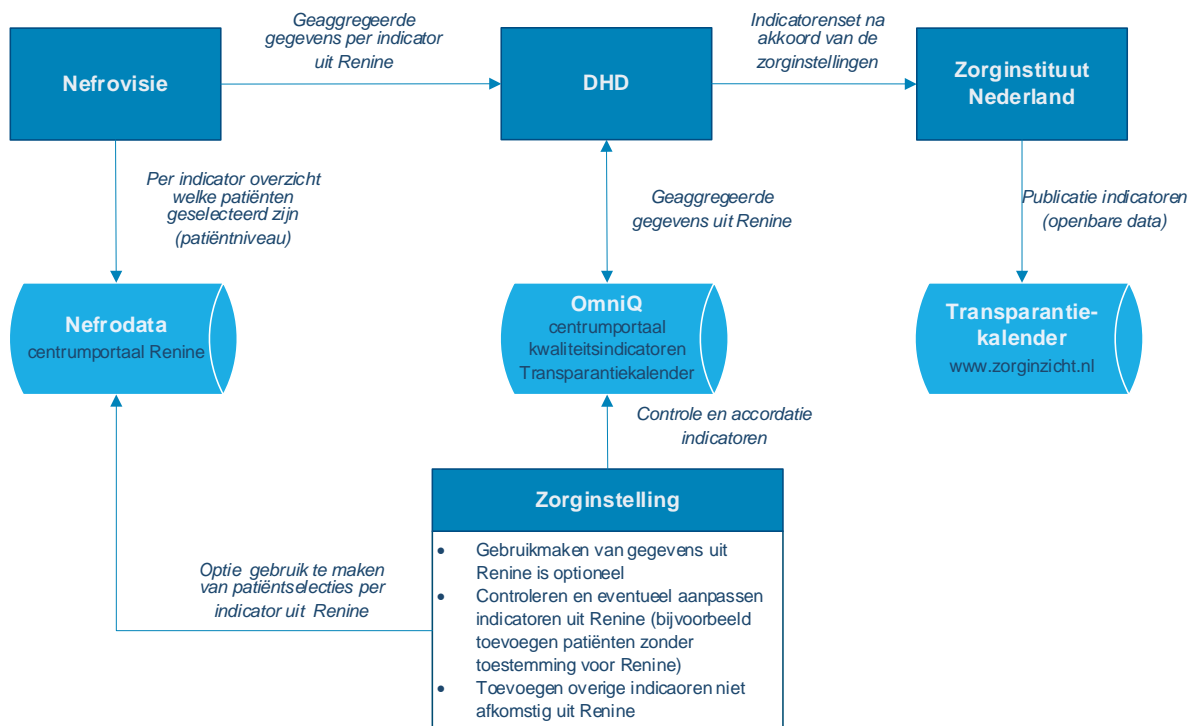 Geaggregeerde
gegevens per indicator
uit Renine
Indicatorenset na
akkoord van de
zorginstellingen
Nefrovisie
DHD
Zorginstituut
Nederland
Per indicator overzicht
welke patiënten
geselecteerd zijn
(patiëntniveau)
Geaggregeerde
gegevens uit Renine
Publicatie indicatoren
(openbare data)
Nefrodata
centrumportaal Renine
OmniQ
centrumportaal
kwaliteitsindicatoren
Transparantiekalender
Transparantie-
kalender
www.zorginzicht.nl
Controle en accordatie
indicatoren
Zorginstelling
Optie gebruik te maken
van patiëntselecties per
indicator uit Renine
• Gebruikmaken van gegevens uit
Renine is optioneel
• Controleren en eventueel aanpassen
indicatoren uit Renine (bijvoorbeeld
toevoegen patiënten zonder
toestemming voor Renine)
• Toevoegen overige indicaoren niet
afkomstig uit Renine